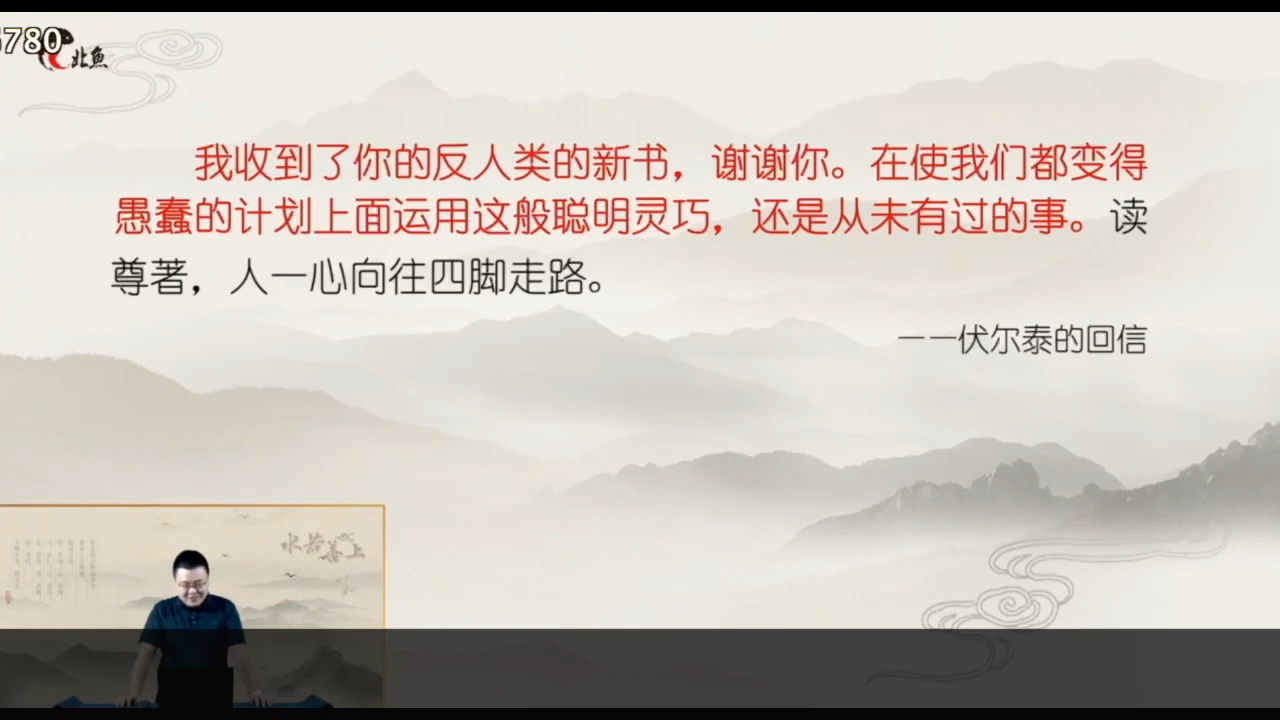 6780
北鱼
我收到了你的反人类的新书，谢谢你。在使我们都变得
愚蠢的计划上面运用这般聪明灵巧，还是从未有过的事。读
尊著，人一心向往四脚走路。
——伏尔泰的回信
上善若水